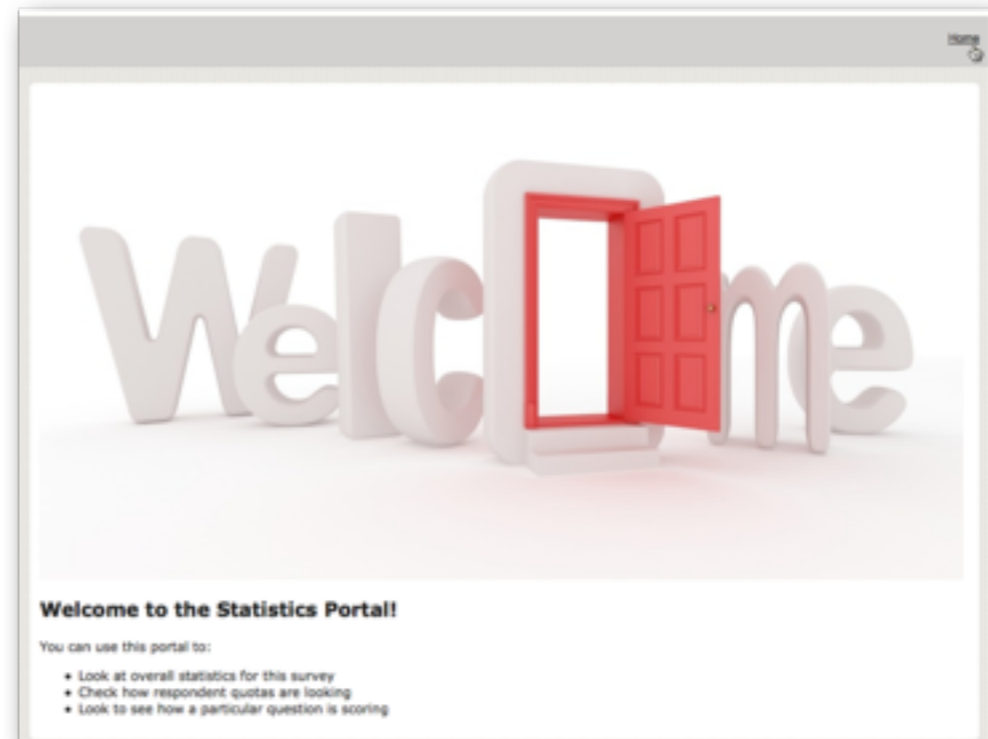 Home
Welcome
Welcome to the Statistics Portal!
You can use this portal to:
• Look at overall statistics for this survey
• Check how respondent quotas are looking
• Look to see how a particular question is scoring